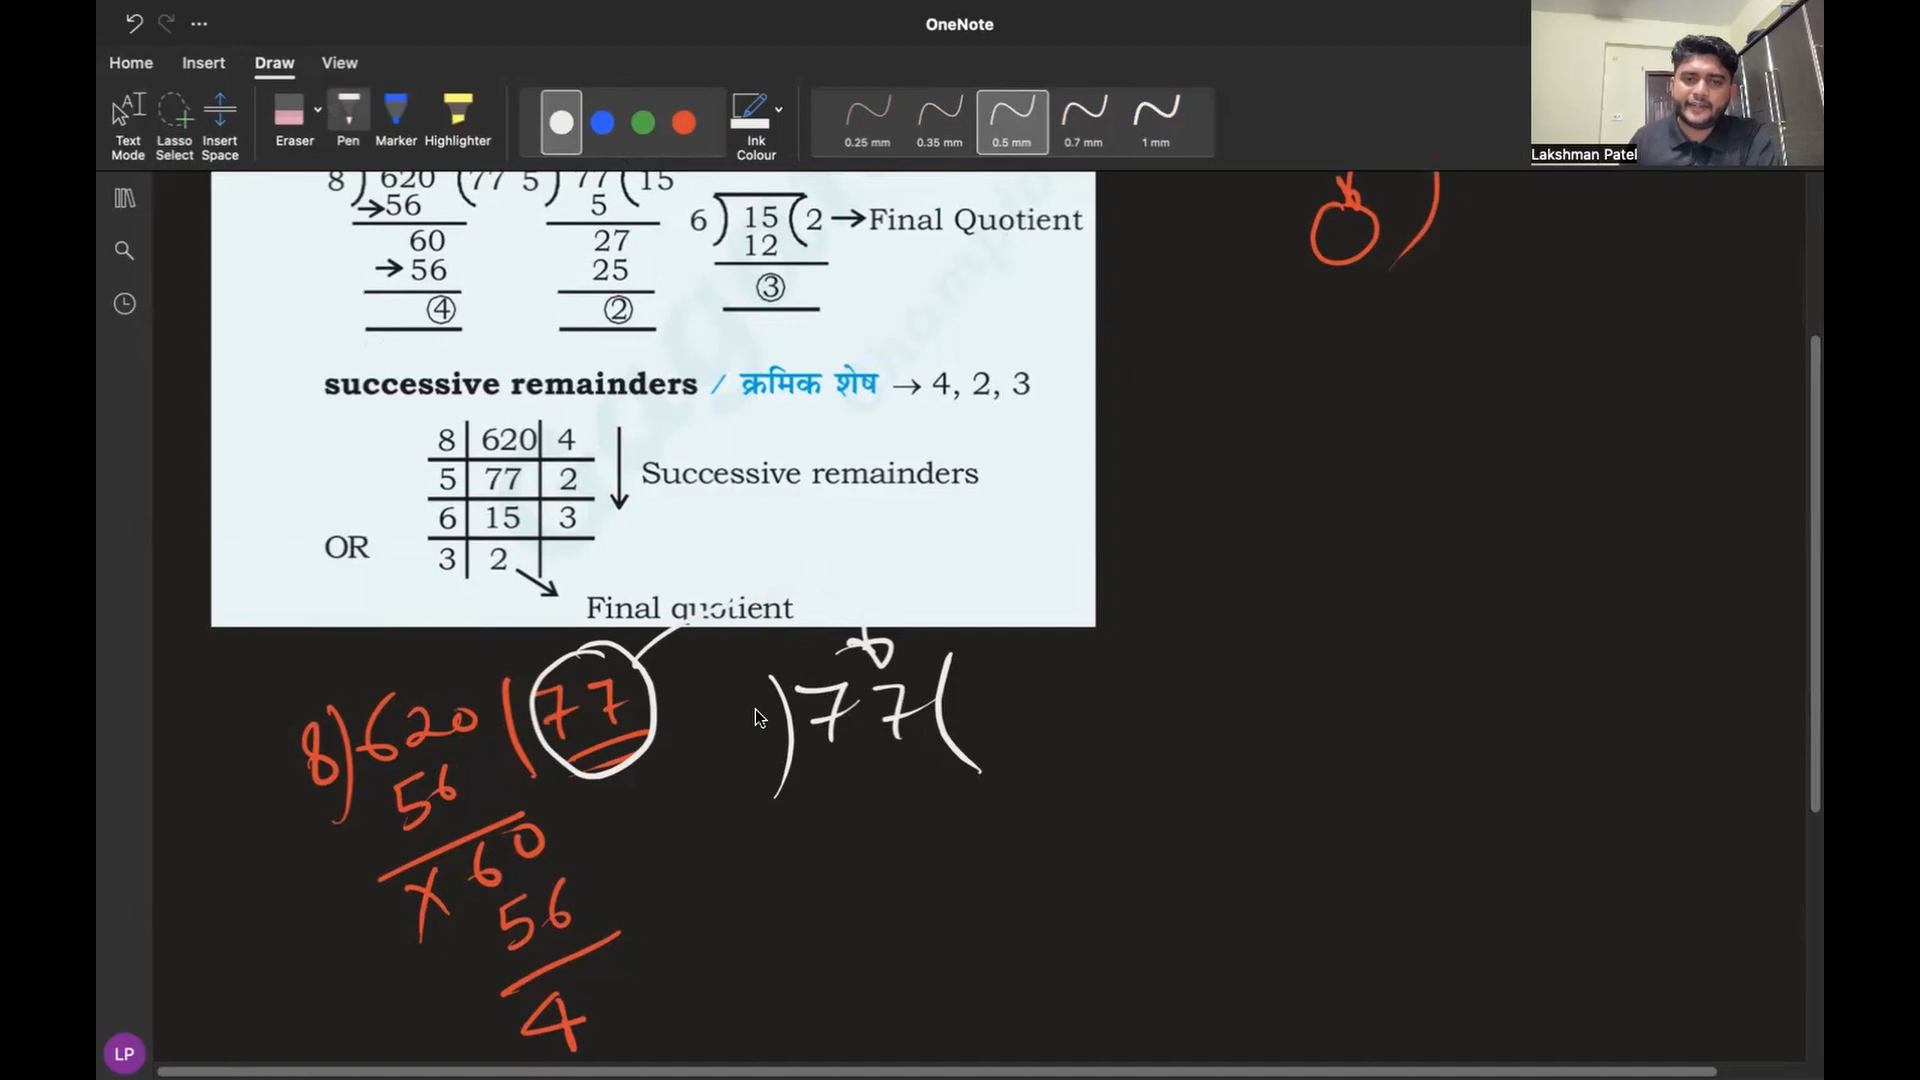 OneNote
Home Insert Draw View
Text Mode
Lasso Select
Insert Space
Eraser
Pen
Marker
Highlighter
Ink Colour
0.25 mm
0.35 mm
0.5 mm
0.7 mm
1 mm
Lakshman Patel
8) 620 (77
56
60
56
4
5) 77 (15
5
27
25
2
6) 15 (2 → Final Quotient
12
3
successive remainders / क्रमिक शेष → 4, 2, 3
8 | 620 | 4
5 | 77 | 2
6 | 15 | 3
3 | 2
Successive remainders
OR
Final quotient
8) 620 (77
56
x 60
56
4
) 77 (
LP